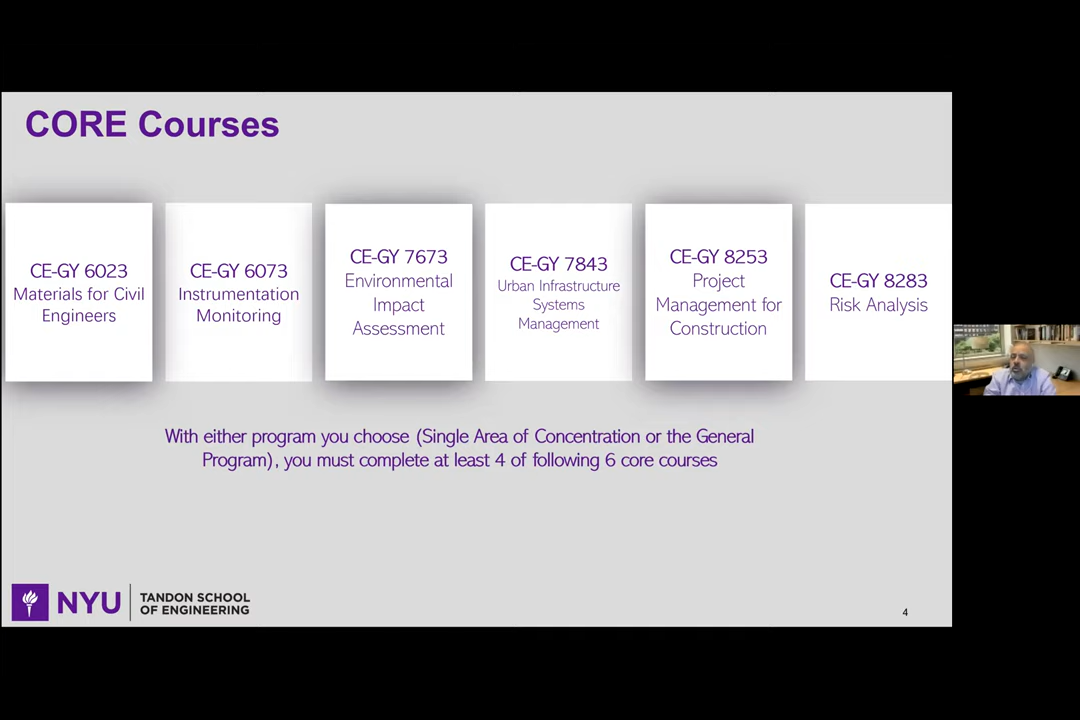 CORE Courses
CE-GY 6023
Materials for Civil
Engineers
CE-GY 6073
Instrumentation
Monitoring
CE-GY 7673
Environmental
Impact
Assessment
CE-GY 7843
Urban Infrastructure
Systems
Management
CE-GY 8253
Project
Management for
Construction
CE-GY 8283
Risk Analysis
With either program you choose (Single Area of Concentration or the General
Program), you must complete at least 4 of following 6 core courses
NYU
TANDON SCHOOL
OF ENGINEERING
4